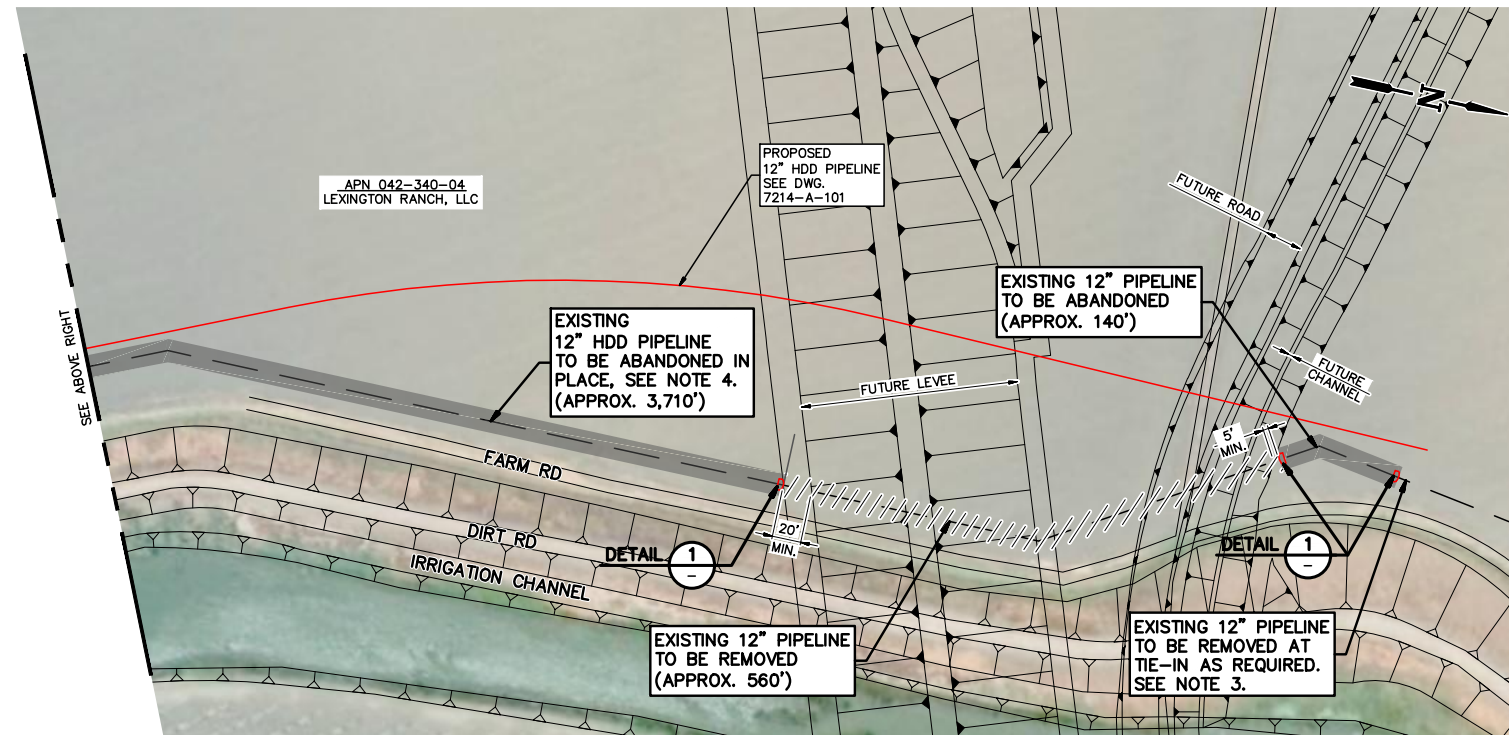 N
PROPOSED
12" HDD PIPELINE
SEE DWG.
7214-A-101
APN 042-340-04
LEXINGTON RANCH, LLC
FUTURE ROAD
EXISTING 12" PIPELINE
TO BE ABANDONED
(APPROX. 140')
SEE ABOVE RIGHT
EXISTING
12" HDD PIPELINE
TO BE ABANDONED IN
PLACE, SEE NOTE 4.
(APPROX. 3,710')
FUTURE LEVEE
FUTURE
CHANNEL
5'
MIN.
FARM RD
20'
MIN.
DIRT RD
DETAIL
1
-
DETAIL
1
-
IRRIGATION CHANNEL
EXISTING 12" PIPELINE
TO BE REMOVED
(APPROX. 560')
EXISTING 12" PIPELINE
TO BE REMOVED AT
TIE-IN AS REQUIRED.
SEE NOTE 3.